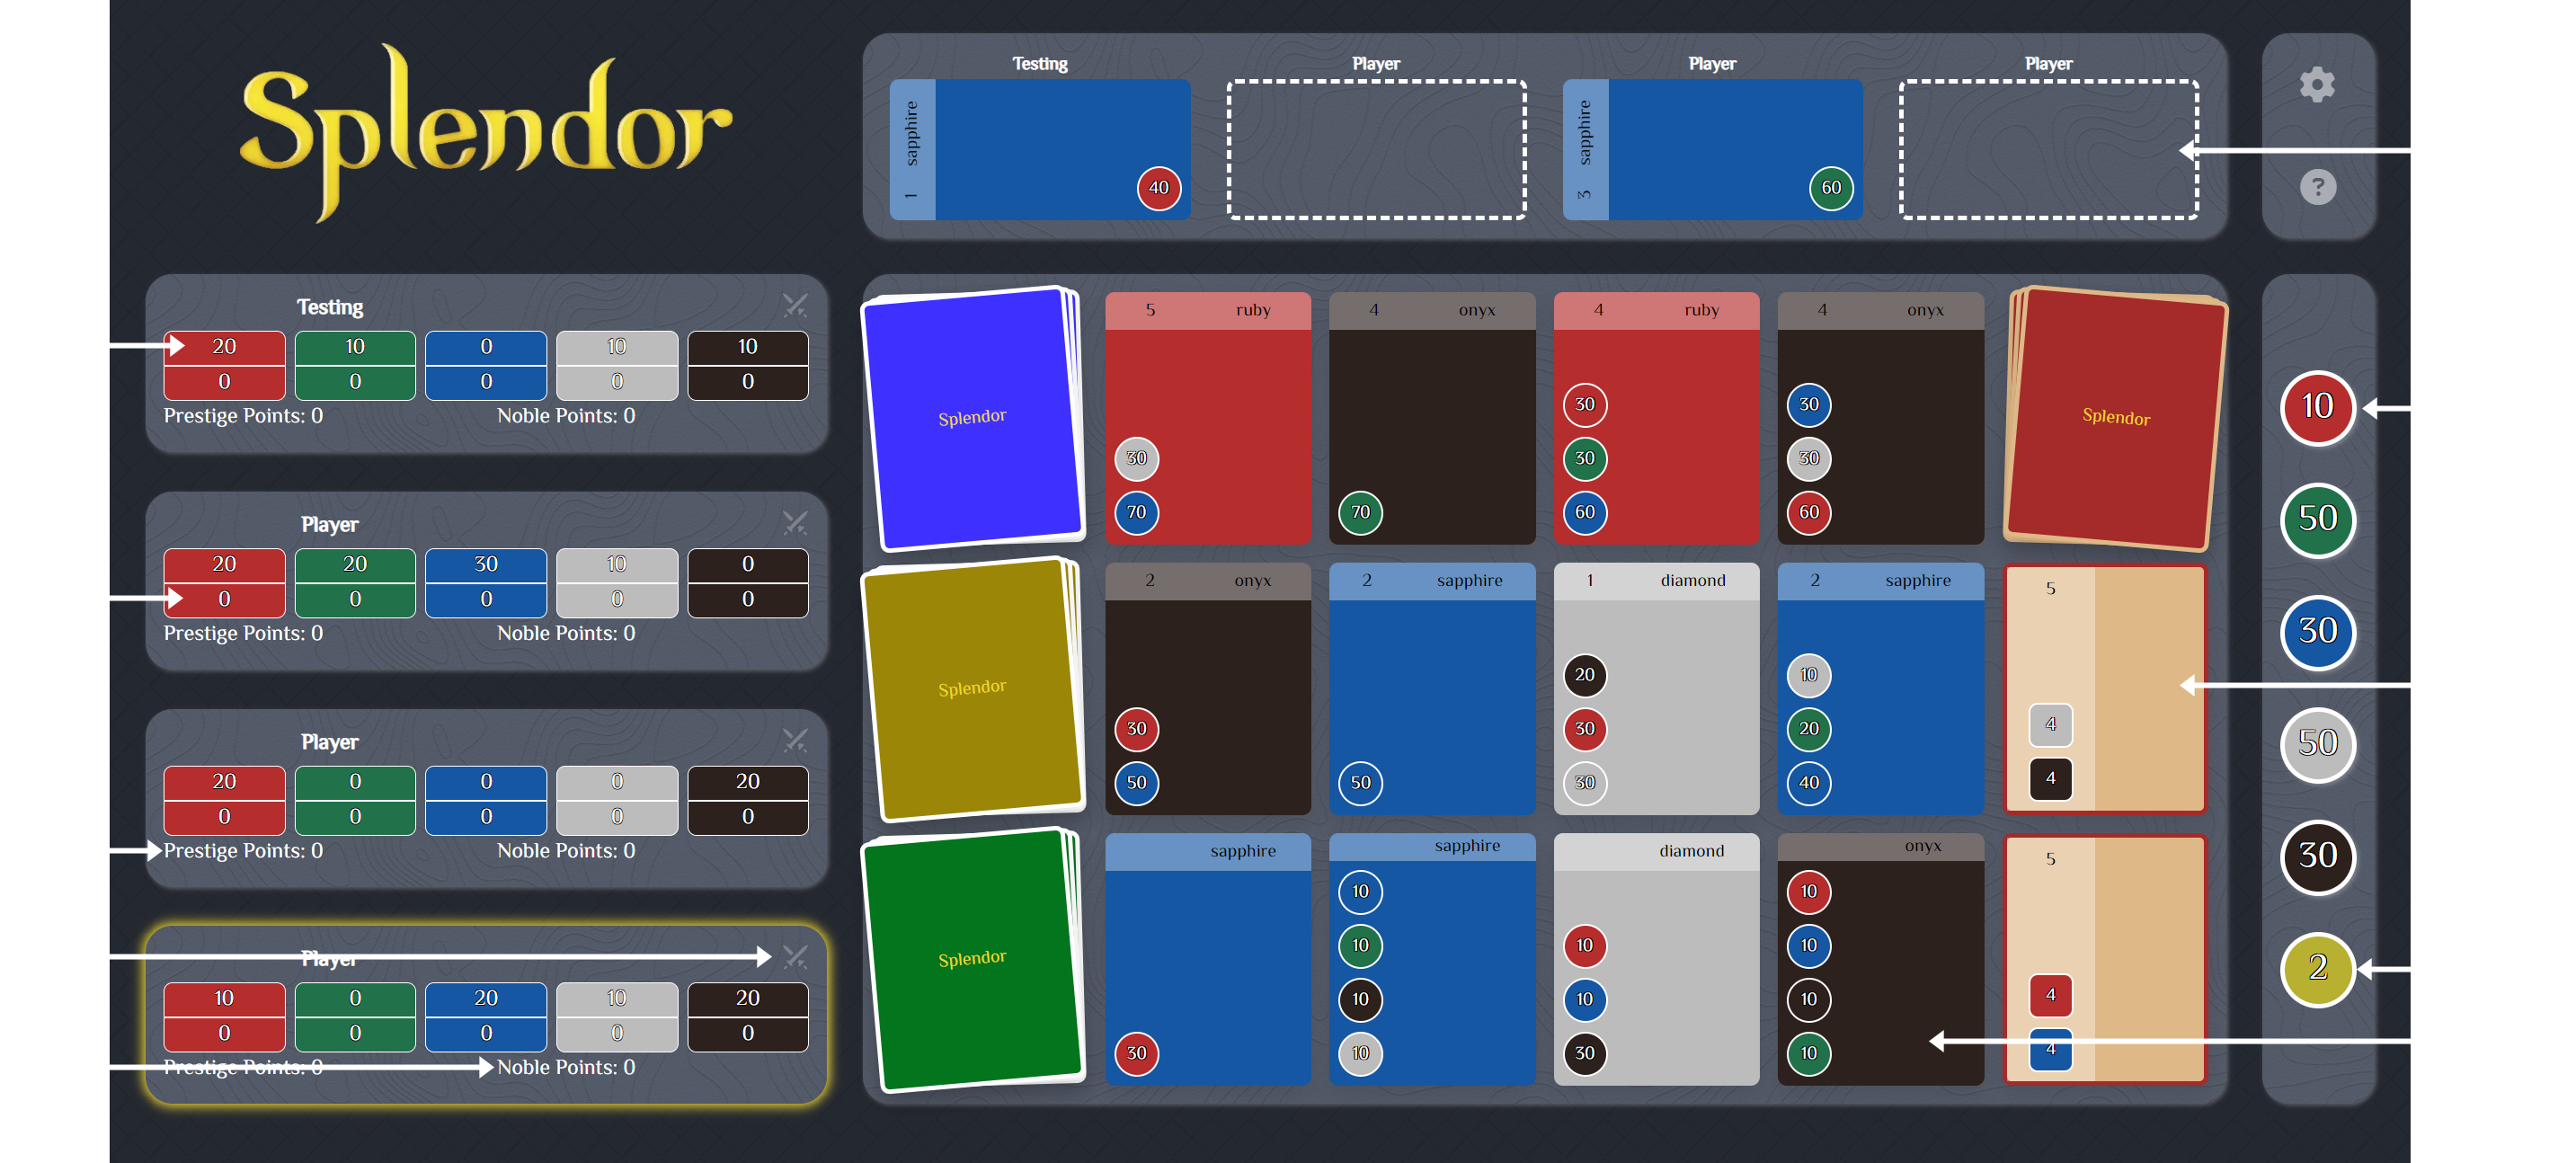 Splendor
Testing Player Player Player
1 sapphire 40
3 sapphire 60
?
Testing
20 10 0 10 10
0 0 0 0 0
Prestige Points: 0 Noble Points: 0
Player
20 20 30 10 0
0 0 0 0 0
Prestige Points: 0 Noble Points: 0
Player
20 0 0 0 20
0 0 0 0 0
Prestige Points: 0 Noble Points: 0
Player
10 0 20 10 20
0 0 0 0 0
Prestige Points: 0 Noble Points: 0
Splendor
5 ruby
30
70
4 onyx
70
4 ruby
30
30
60
4 onyx
30
30
60
Splendor
Splendor
2 onyx
30
50
2 sapphire
50
1 diamond
20
30
30
2 sapphire
10
20
40
5
4
4
Splendor
sapphire
30
sapphire
10
10
10
10
diamond
10
10
30
onyx
10
10
10
10
5
4
4
10
50
30
50
30
2